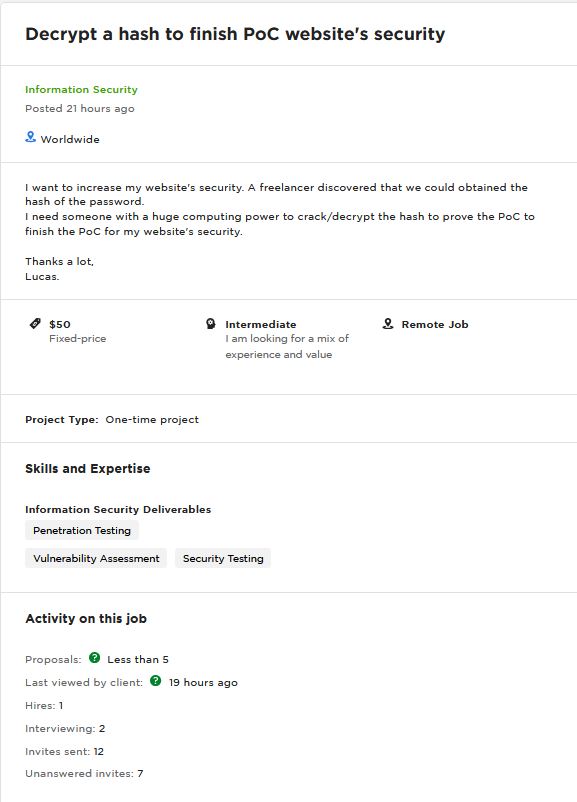 Decrypt a hash to finish PoC website's security
Information Security
Posted 21 hours ago
Worldwide
I want to increase my website's security. A freelancer discovered that we could obtained the
hash of the password.
I need someone with a huge computing power to crack/decrypt the hash to prove the PoC to
finish the PoC for my website's security.
Thanks a lot,
Lucas.
$50
Fixed-price
Intermediate
I am looking for a mix of
experience and value
Remote Job
Project Type: One-time project
Skills and Expertise
Information Security Deliverables
Penetration Testing
Vulnerability Assessment Security Testing
Activity on this job
Proposals: ? Less than 5
Last viewed by client: ? 19 hours ago
Hires: 1
Interviewing: 2
Invites sent: 12
Unanswered invites: 7